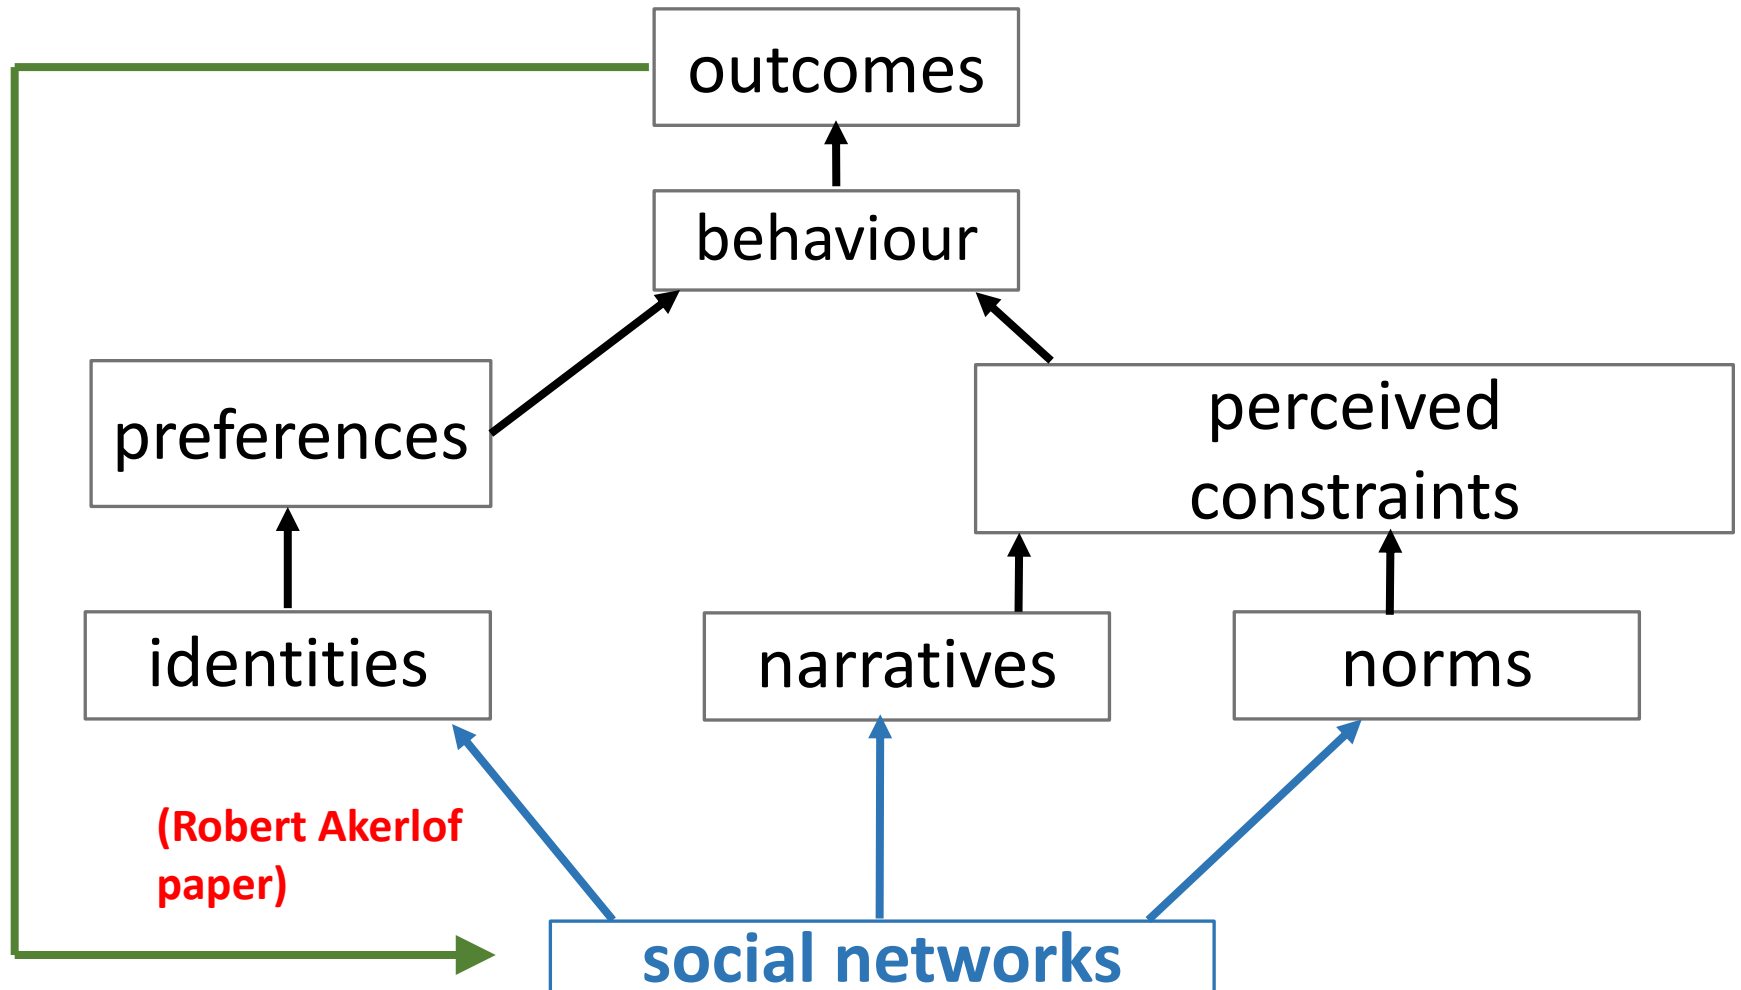 outcomes
behaviour
preferences
perceived
constraints
identities
narratives
norms
(Robert Akerlof
paper)
social networks